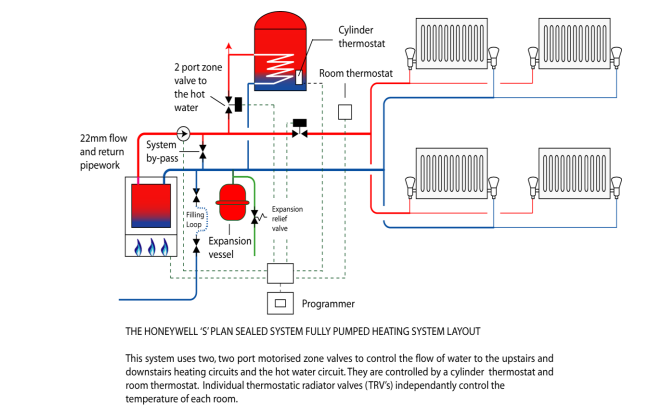 Cylinder
thermostat
2 port zone
valve to
the hot
water
Room thermostat
22mm flow
and return
pipework
System
by-pass
Filling
Loop
Expansion
relief
valve
Expansion
vessel
Programmer
THE HONEYWELL 'S' PLAN SEALED SYSTEM FULLY PUMPED HEATING SYSTEM LAYOUT
This system uses two, two port motorised zone valves to control the flow of water to the upstairs and
downstairs heating circuits and the hot water circuit. They are controlled by a cylinder thermostat and
room thermostat. Individual thermostatic radiator valves (TRV's) independantly control the
temperature of each room.